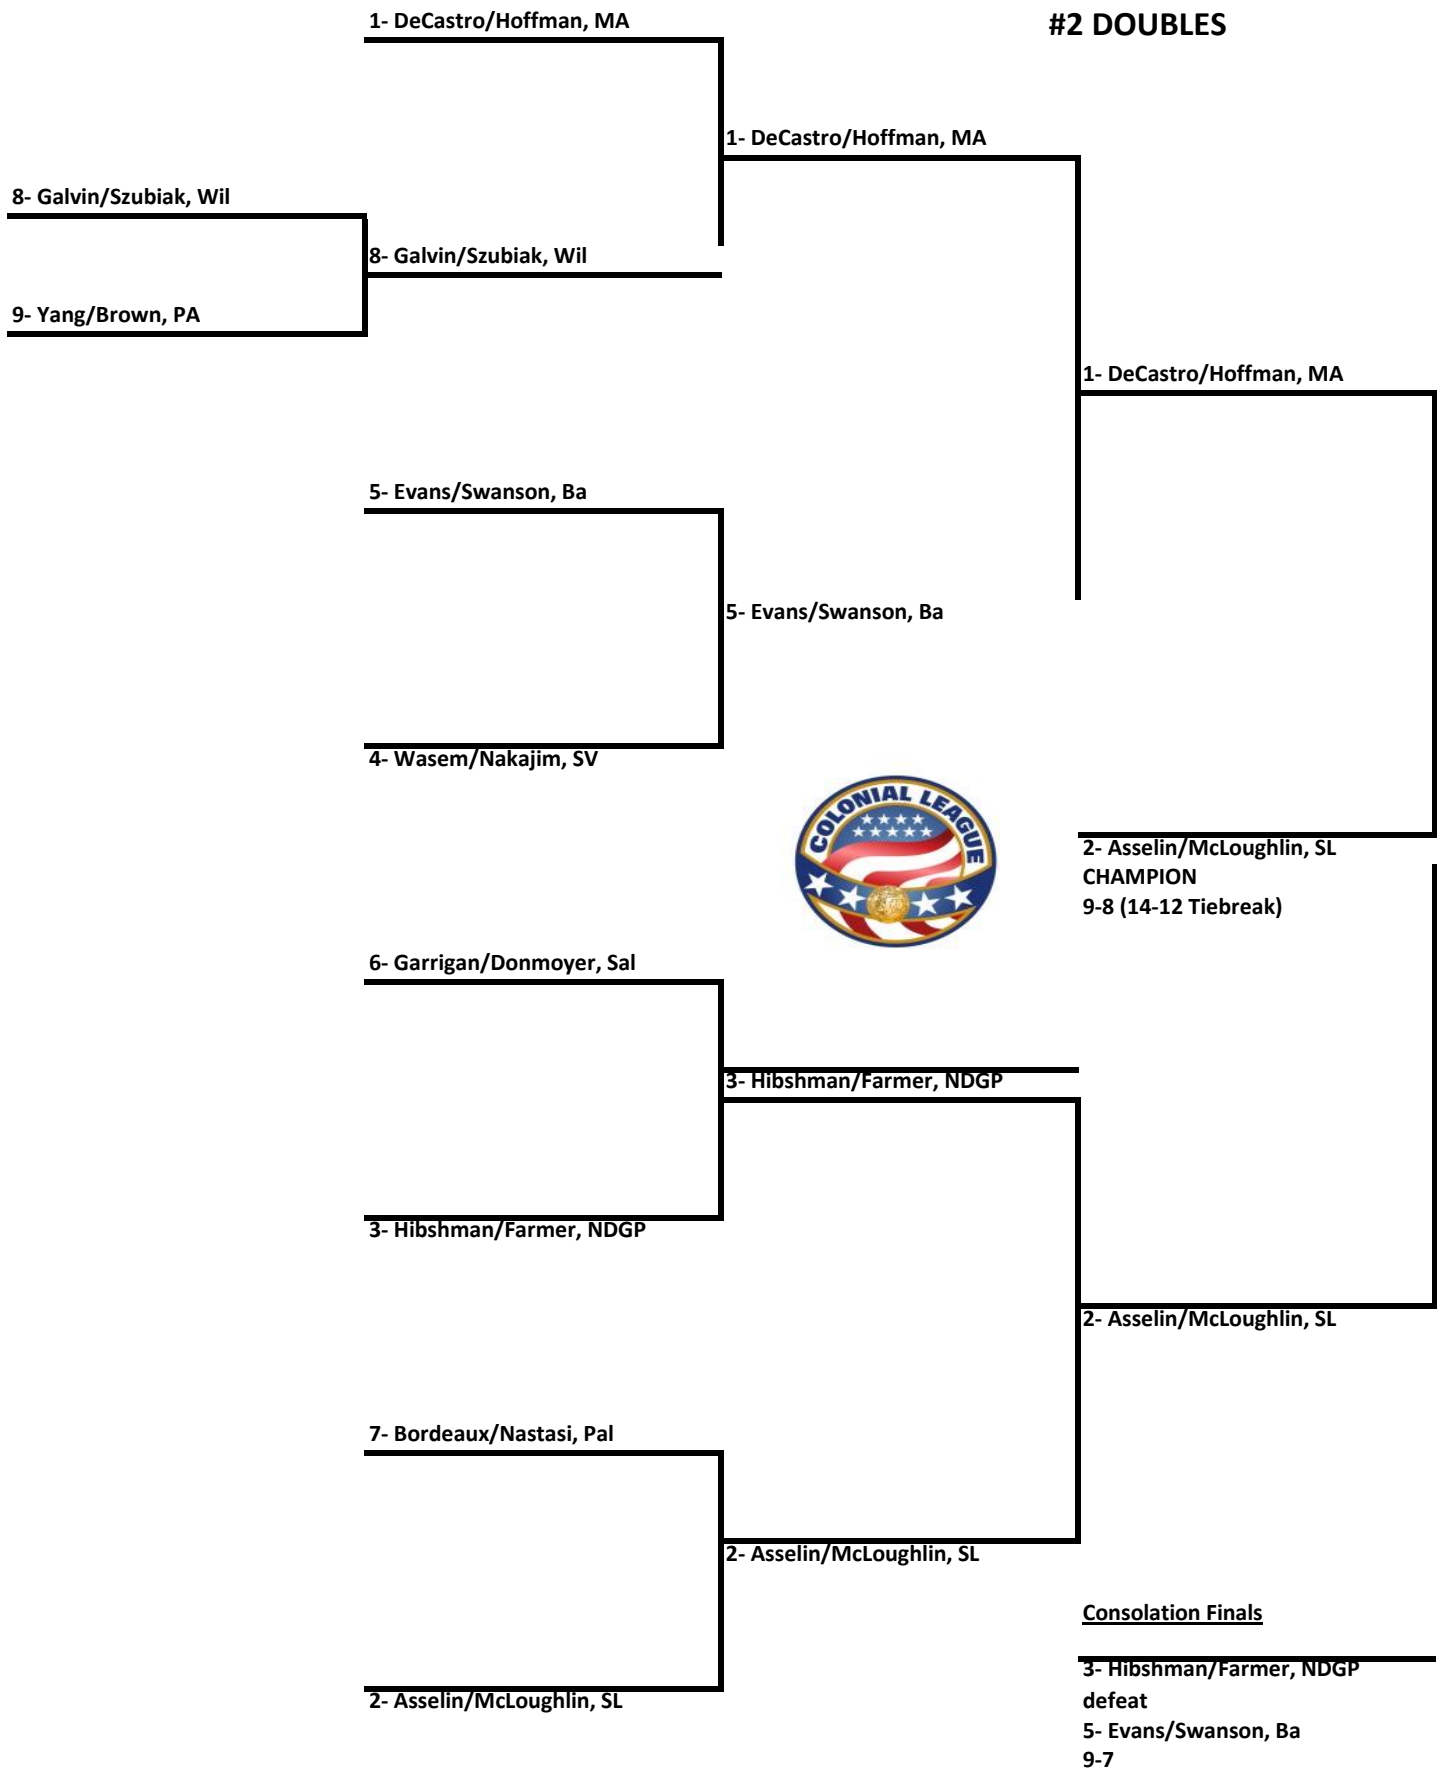 1- DeCastro/Hoffman, MA
#2 DOUBLES
1- DeCastro/Hoffman, MA
8- Galvin/Szubiak, Wil
8- Galvin/Szubiak, Wil
9- Yang/Brown, PA
1- DeCastro/Hoffman, MA
5- Evans/Swanson, Ba
5- Evans/Swanson, Ba
4- Wasem/Nakajim, SV
COLONIAL LEAGUE
2- Asselin/McLoughlin, SL
CHAMPION
9-8 (14-12 Tiebreak)
6- Garrigan/Donmoyer, Sal
3- Hibshman/Farmer, NDGP
3- Hibshman/Farmer, NDGP
2- Asselin/McLoughlin, SL
7- Bordeaux/Nastasi, Pal
2- Asselin/McLoughlin, SL
Consolation Finals
3- Hibshman/Farmer, NDGP
2- Asselin/McLoughlin, SL
defeat
5- Evans/Swanson, Ba
9-7